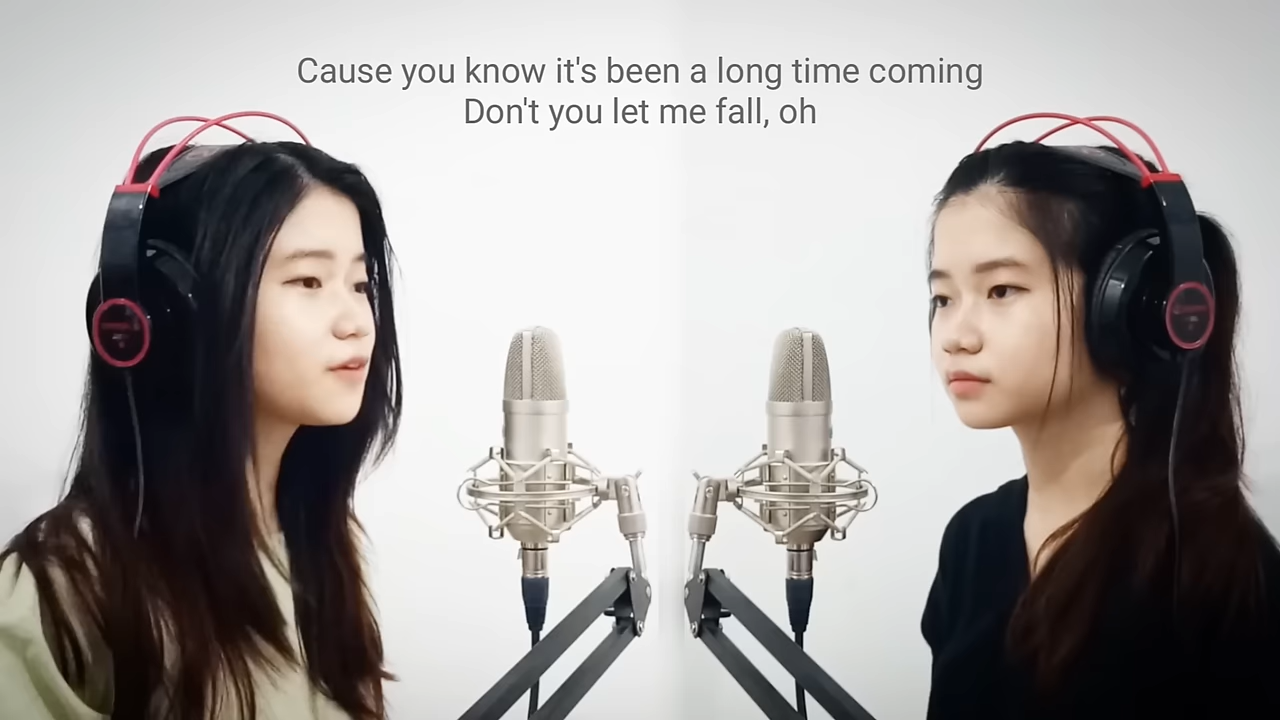 Cause you know it's been a long time coming
Don't you let me fall, oh